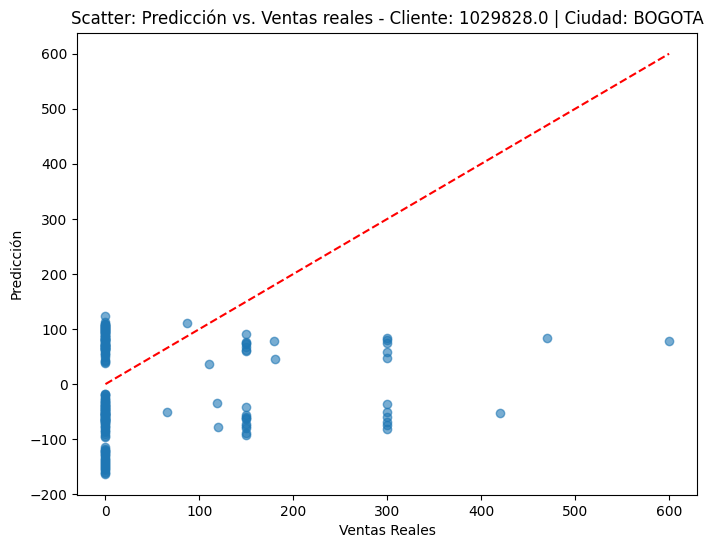 Scatter: Predicción vs. Ventas reales - Cliente: 1029828.0 | Ciudad: BOGOTA
600
500
400
300
200
100
0
−100
−200
Predicción
0 100 200 300 400 500 600
Ventas Reales